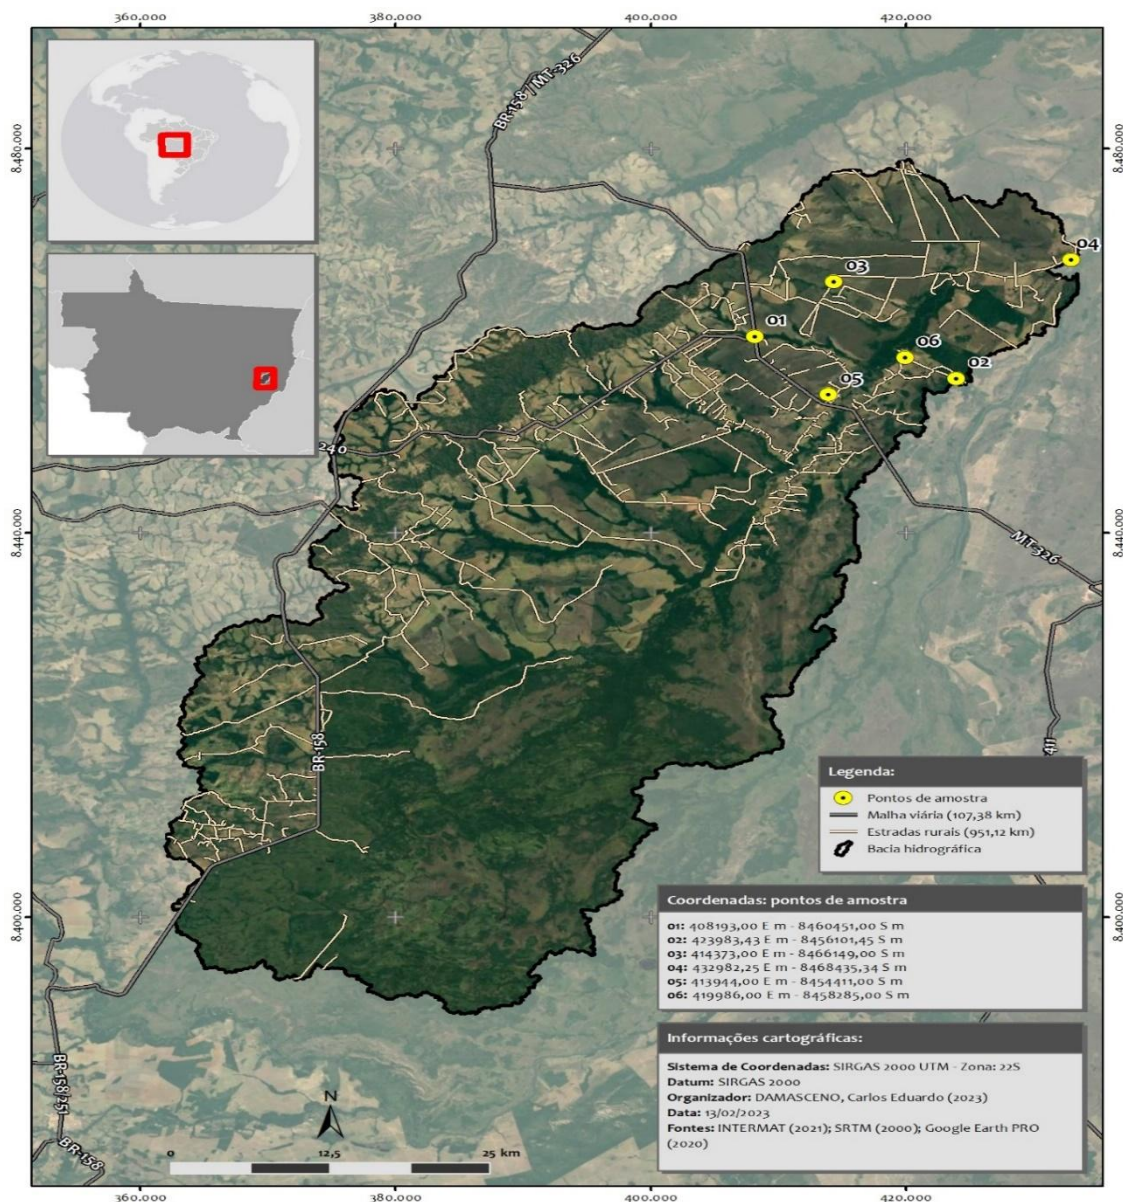 360.000
380.000
400.000
420.000
8.480.000
8.480.000
BR-158 / MT-326
04
03
01
06
02
05
240
8.440.000
8.440.000
MT-326
BR-158
411
Legenda:
Pontos de amostra
Malha viária (107,38 km)
Estradas rurais (951,12 km)
Bacia hidrográfica
8.400.000
8.400.000
Coordenadas: pontos de amostra
01: 408193,00 E m - 8460451,00 S m
02: 423983,43 E m - 8456101,45 S m
03: 414373,00 E m - 8466149,00 S m
04: 432982,25 E m - 8468435,34 S m
05: 413944,00 E m - 8454411,00 S m
06: 419986,00 E m - 8458285,00 S m
Informações cartográficas:
Sistema de Coordenadas: SIRGAS 2000 UTM - Zona: 22S
Datum: SIRGAS 2000
Organizador: DAMASCENO, Carlos Eduardo (2023)
Data: 13/02/2023
Fontes: INTERMAT (2021); SRTM (2000); Google Earth PRO
(2020)
BR-158/251
BR-158
N
0
12,5
25 km
360.000
380.000
400.000
420.000